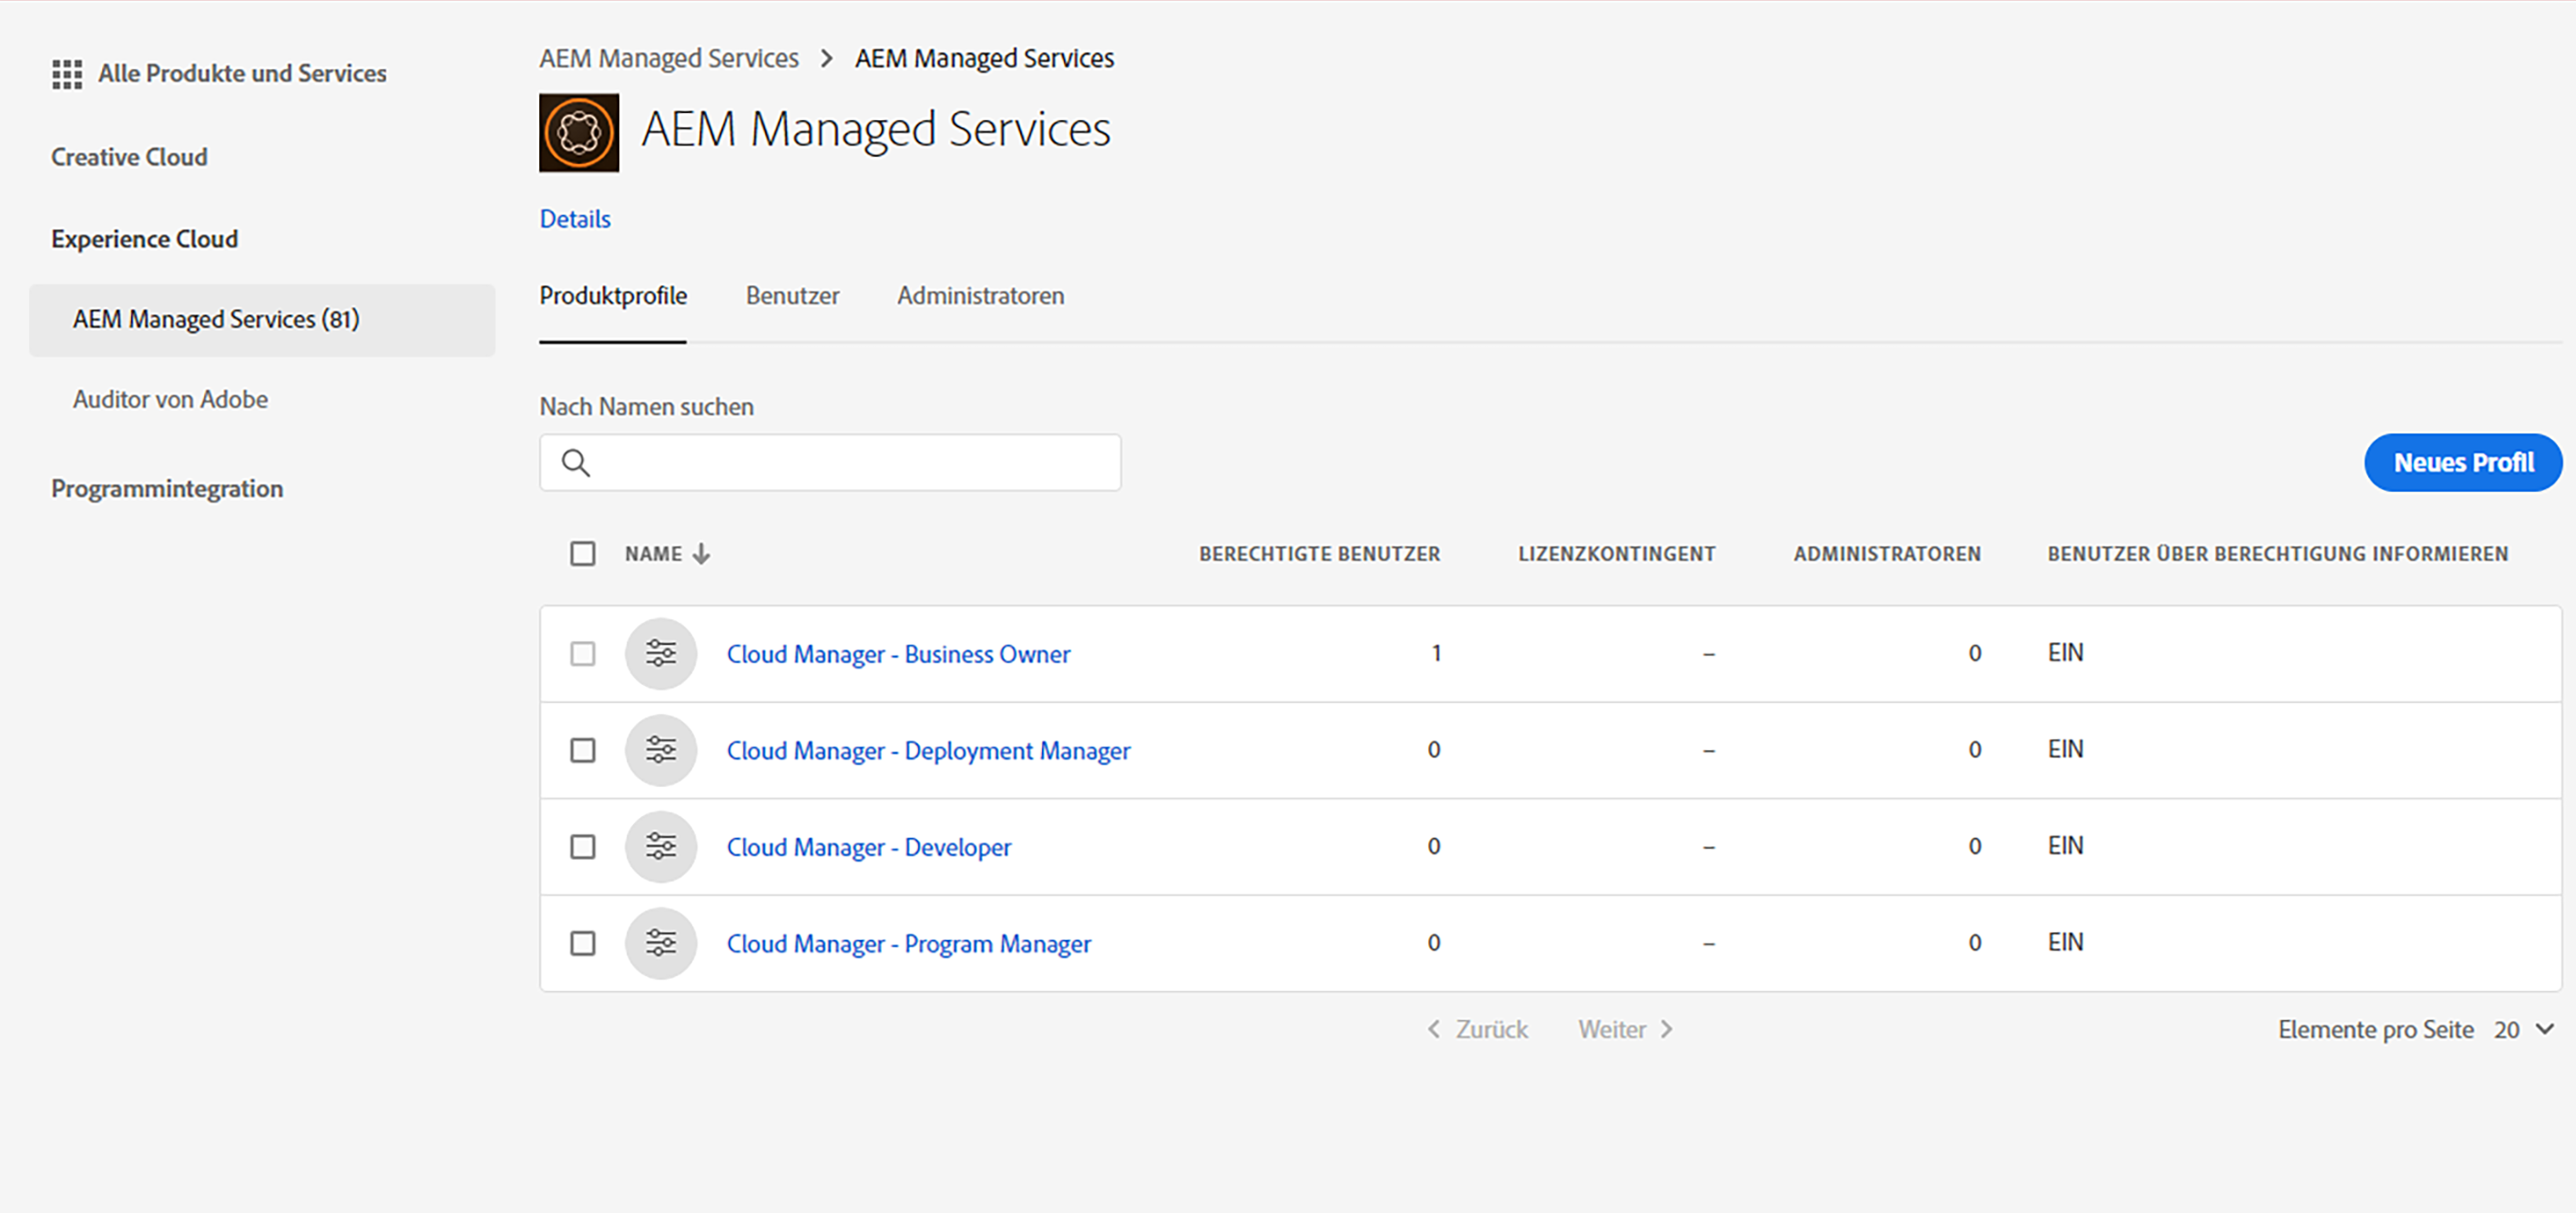 Alle Produkte und Services
Creative Cloud
Experience Cloud
AEM Managed Services (81)
Auditor von Adobe
Programmintegration
AEM Managed Services > AEM Managed Services
AEM Managed Services
Details
Produktprofile Benutzer Administratoren
Nach Namen suchen
Neues Profil
NAME BERECHTIGTE BENUTZER LIZENZKONTINGENT ADMINISTRATOREN BENUTZER ÜBER BERECHTIGUNG INFORMIEREN
Cloud Manager - Business Owner 1 – 0 EIN
Cloud Manager - Deployment Manager 0 – 0 EIN
Cloud Manager - Developer 0 – 0 EIN
Cloud Manager - Program Manager 0 – 0 EIN
Zurück Weiter Elemente pro Seite 20